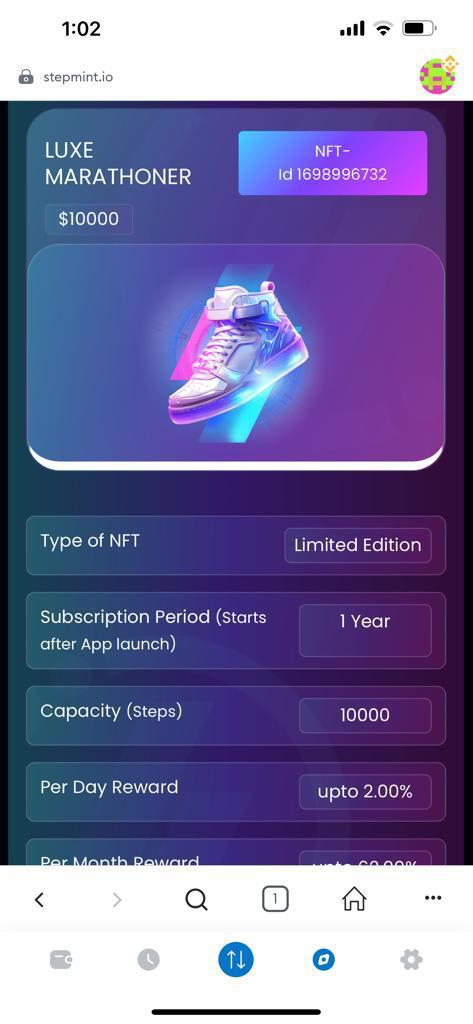 1:02
stepmint.io
LUXE
MARATHONER
NFT-
Id 1698996732
$10000
Type of NFT
Limited Edition
Subscription Period (Starts
after App launch)
1 Year
Capacity (Steps)
10000
Per Day Reward
upto 2.00%
Per Month Reward
1